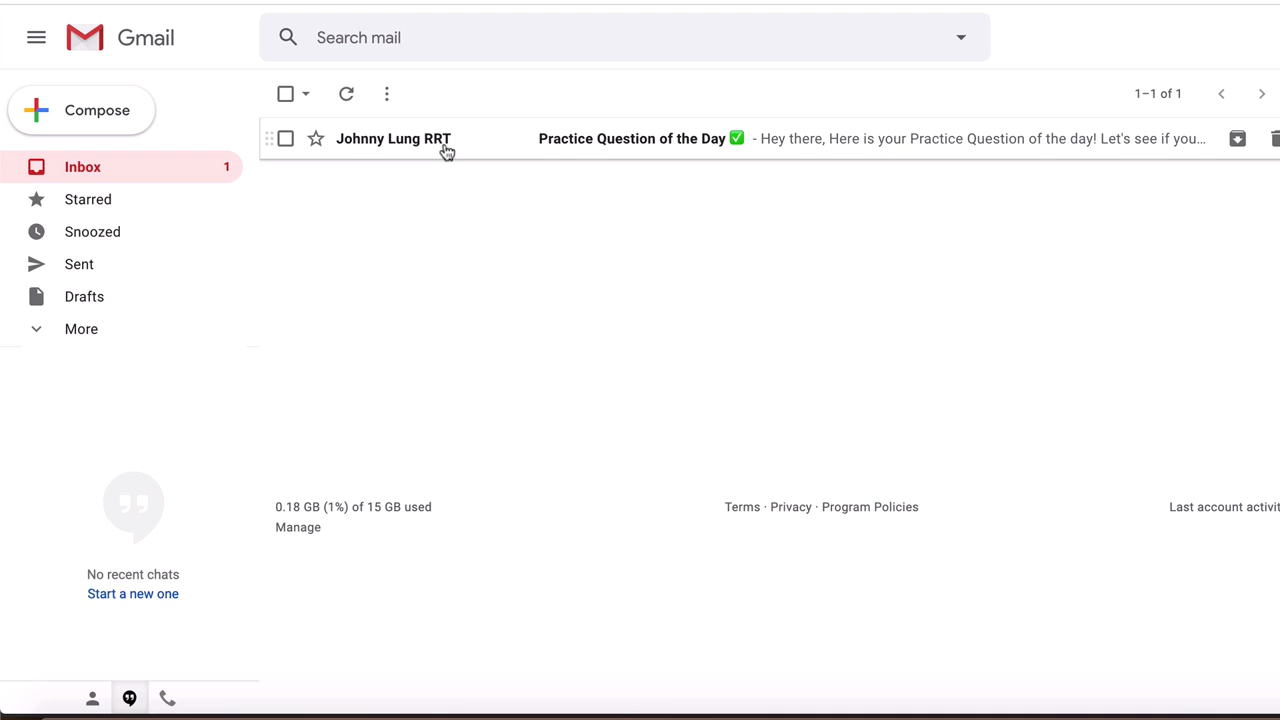 Gmail
Search mail
Compose
1–1 of 1
Johnny Lung RRT Practice Question of the Day ✅ - Hey there, Here is your Practice Question of the day! Let's see if you...
Inbox 1
Starred
Snoozed
Sent
Drafts
More
0.18 GB (1%) of 15 GB used
Manage
Terms · Privacy · Program Policies
Last account activit
No recent chats
Start a new one